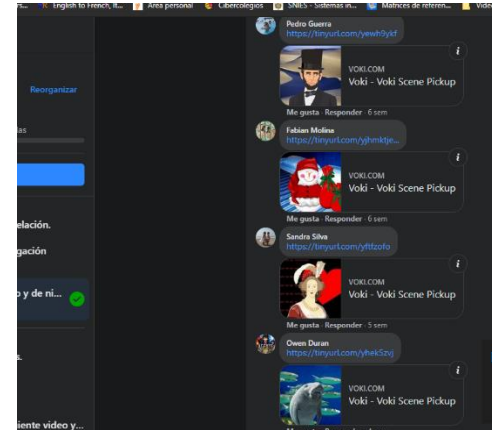 English to French, It...
Área personal
Cibercolegios
SNIES - Sistemas in...
Matrices de referen...
Video
Reorganizar
elación.
gación
o y de ni...
s.
iente video y...
Pedro Guerra
https://tinyurl.com/yewh9ykf
VOKI.COM
Voki - Voki Scene Pickup
Me gusta · Responder · 6 sem
Fabian Molina
https://tinyurl.com/yjhmktje...
VOKI.COM
Voki - Voki Scene Pickup
Me gusta · Responder · 6 sem
Sandra Silva
https://tinyurl.com/yftfzofo
VOKI.COM
Voki - Voki Scene Pickup
Me gusta · Responder · 5 sem
Owen Duran
https://tinyurl.com/yhek5zvj
VOKI.COM
Voki - Voki Scene Pickup